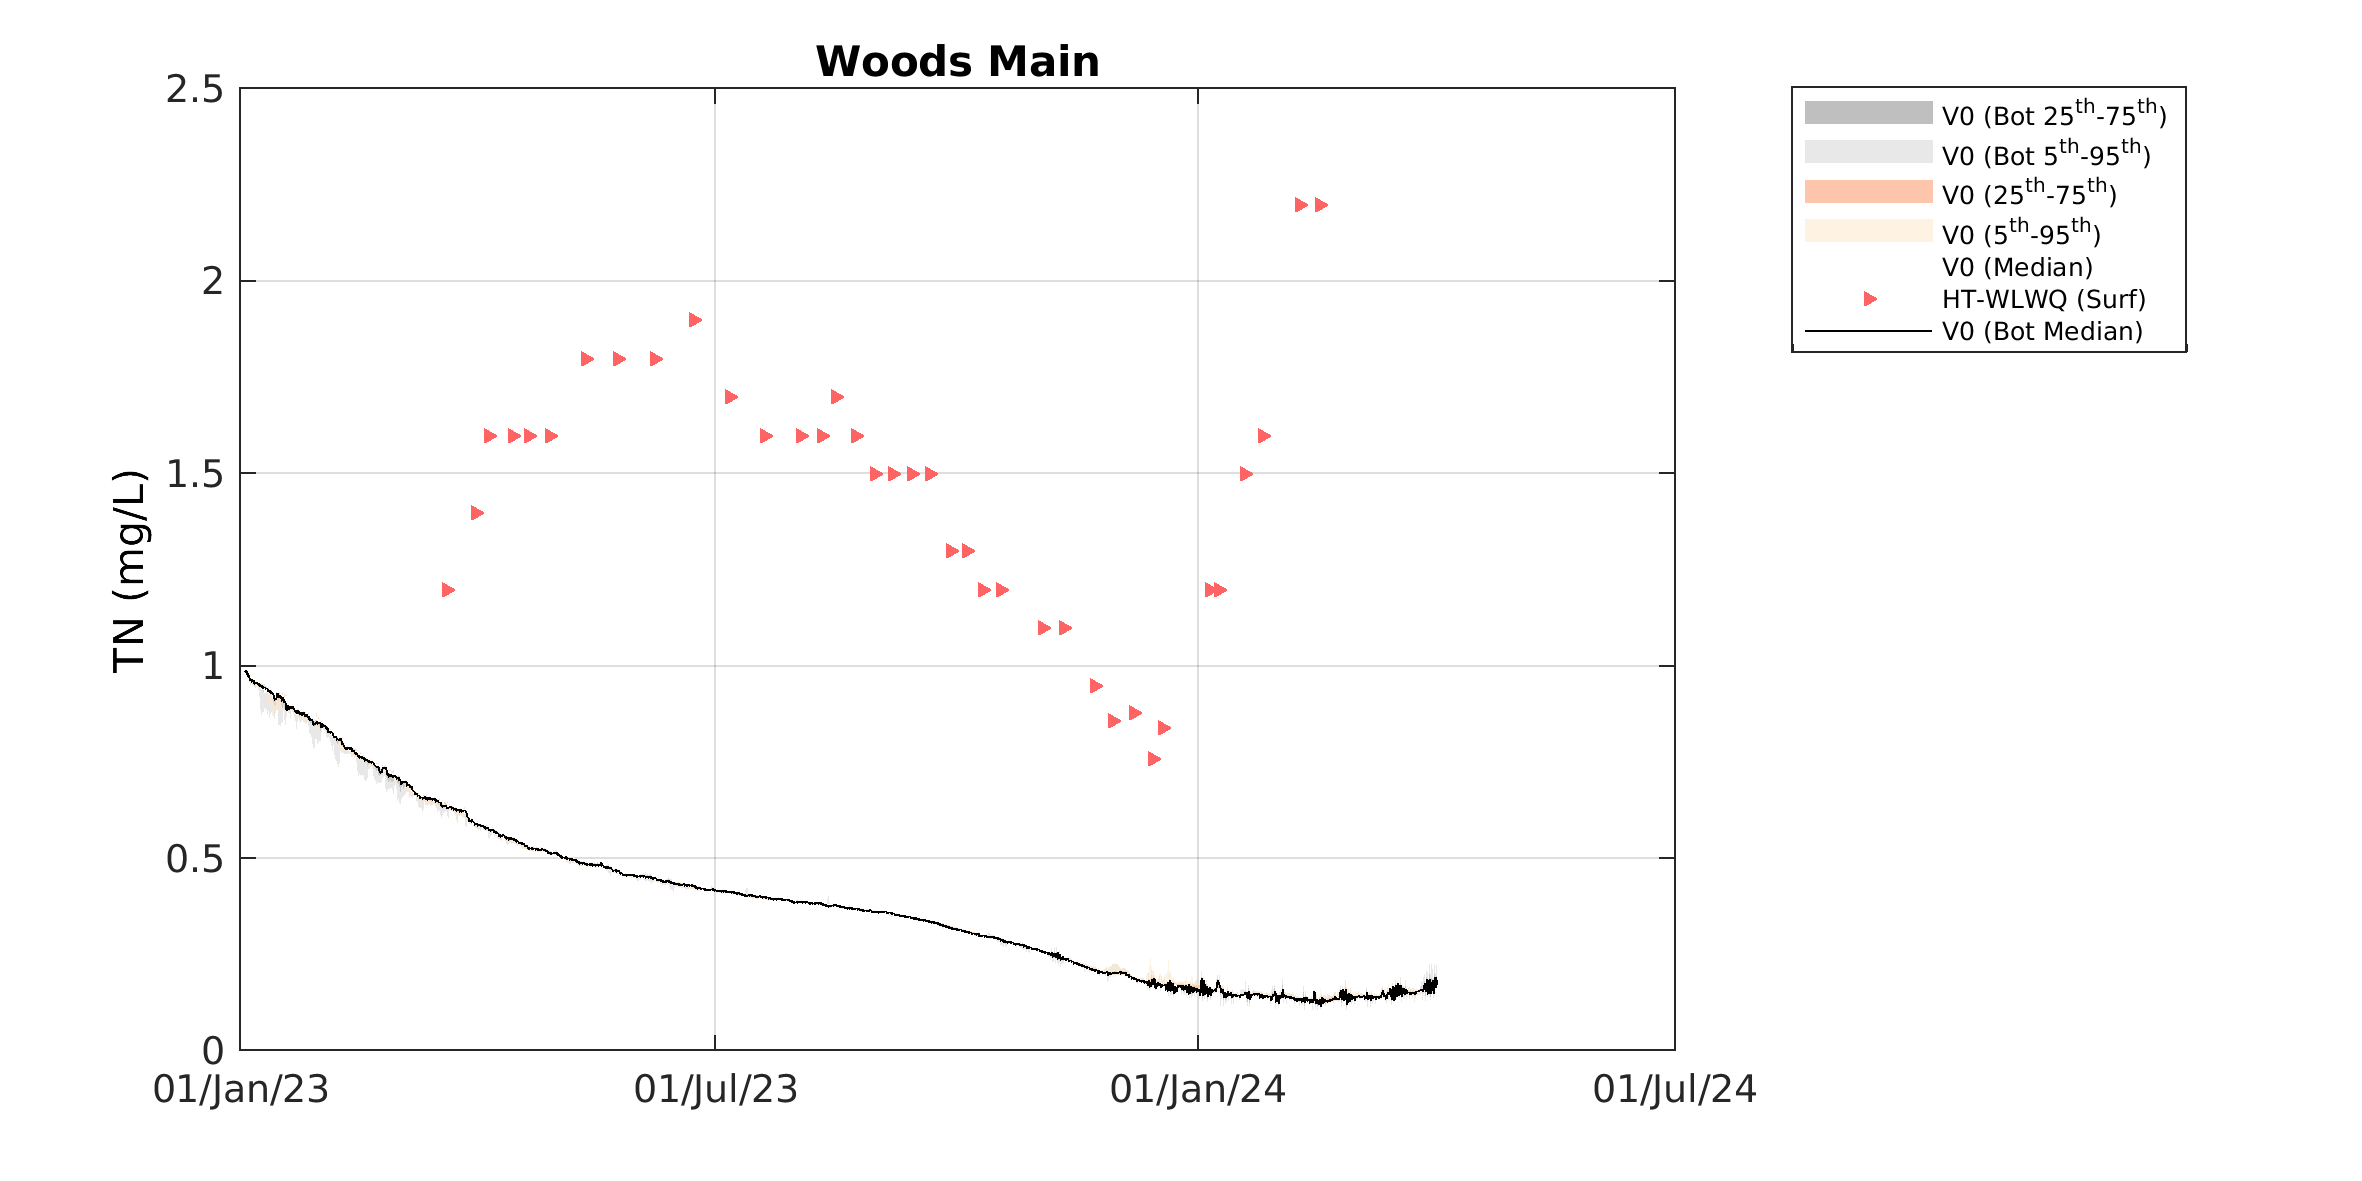 Woods Main
2.5
2
1.5
1
0.5
0
TN (mg/L)
01/Jan/23
01/Jul/23
01/Jan/24
01/Jul/24
V0 (Bot 25th-75th)
V0 (Bot 5th-95th)
V0 (25th-75th)
V0 (5th-95th)
V0 (Median)
HT-WLWQ (Surf)
V0 (Bot Median)